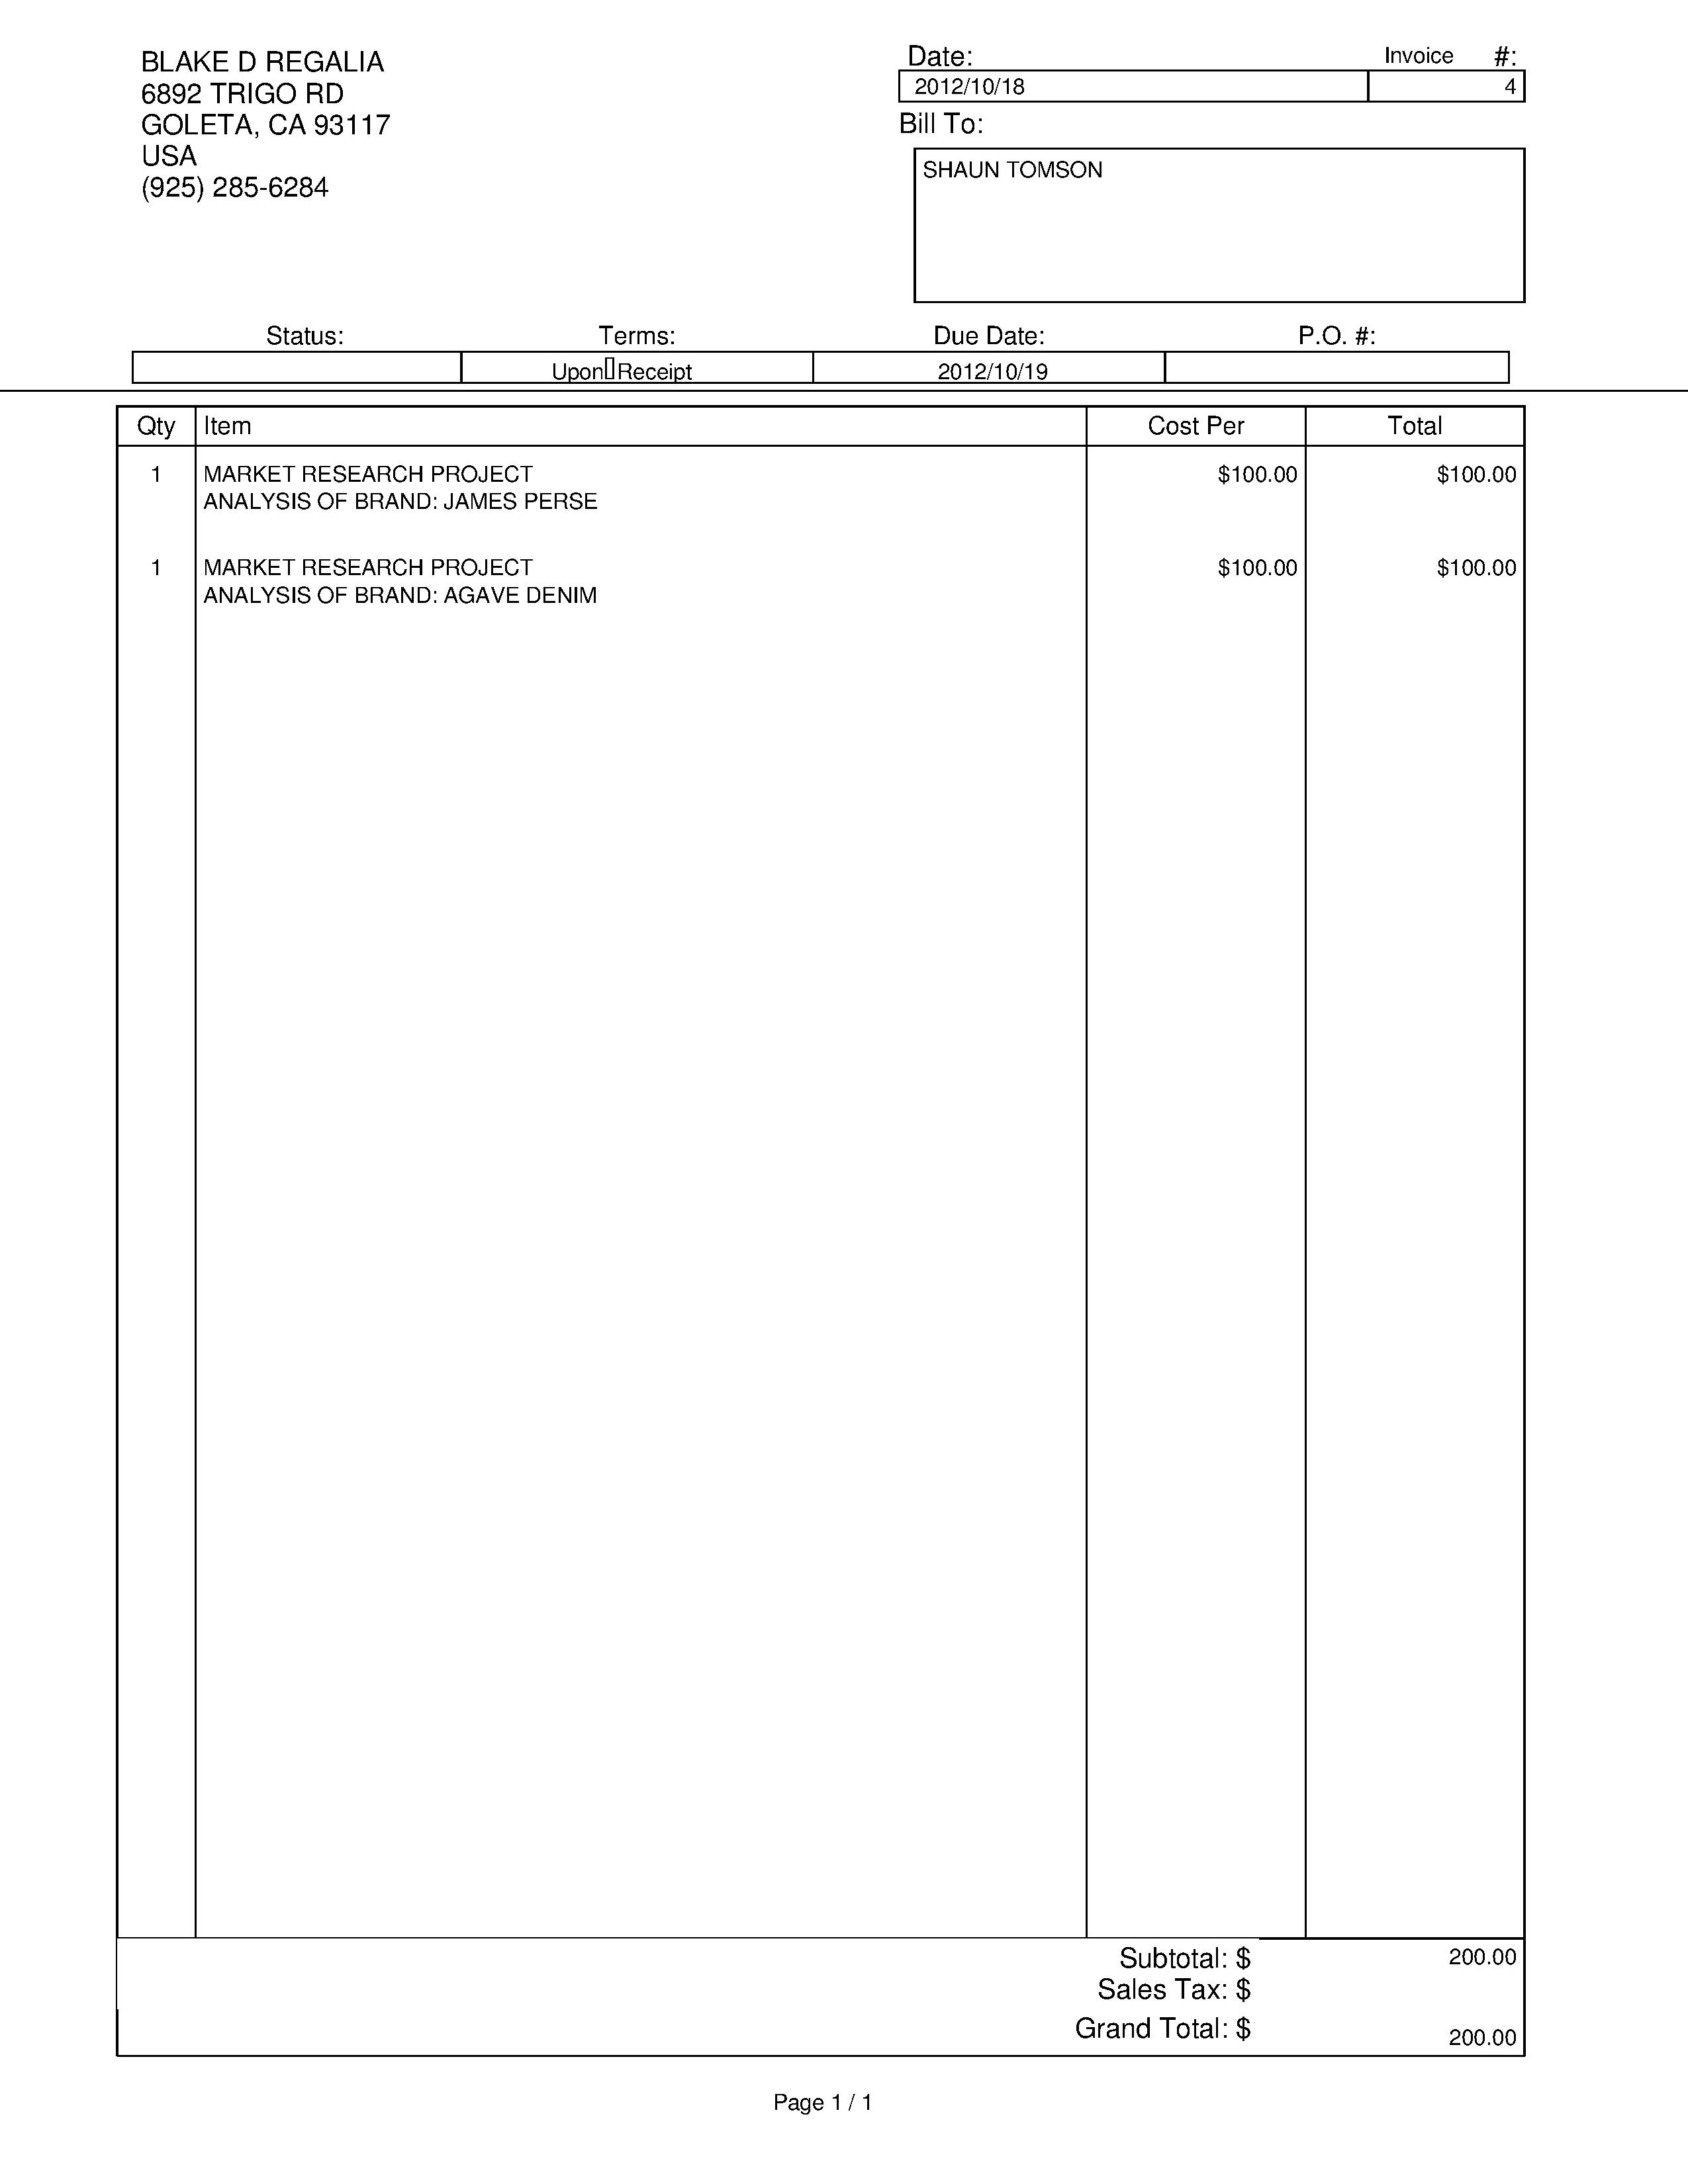 BLAKE D REGALIA
6892 TRIGO RD
GOLETA, CA 93117
USA
(925) 285-6284
Date: Invoice #:
2012/10/18 4
Bill To:
SHAUN TOMSON
Status: Terms: Due Date: P.O. #:
Upon Receipt 2012/10/19
Qty Item Cost Per Total
1 MARKET RESEARCH PROJECT $100.00 $100.00
ANALYSIS OF BRAND: JAMES PERSE
1 MARKET RESEARCH PROJECT $100.00 $100.00
ANALYSIS OF BRAND: AGAVE DENIM
Subtotal: $ 200.00
Sales Tax: $
Grand Total: $ 200.00
Page 1 / 1